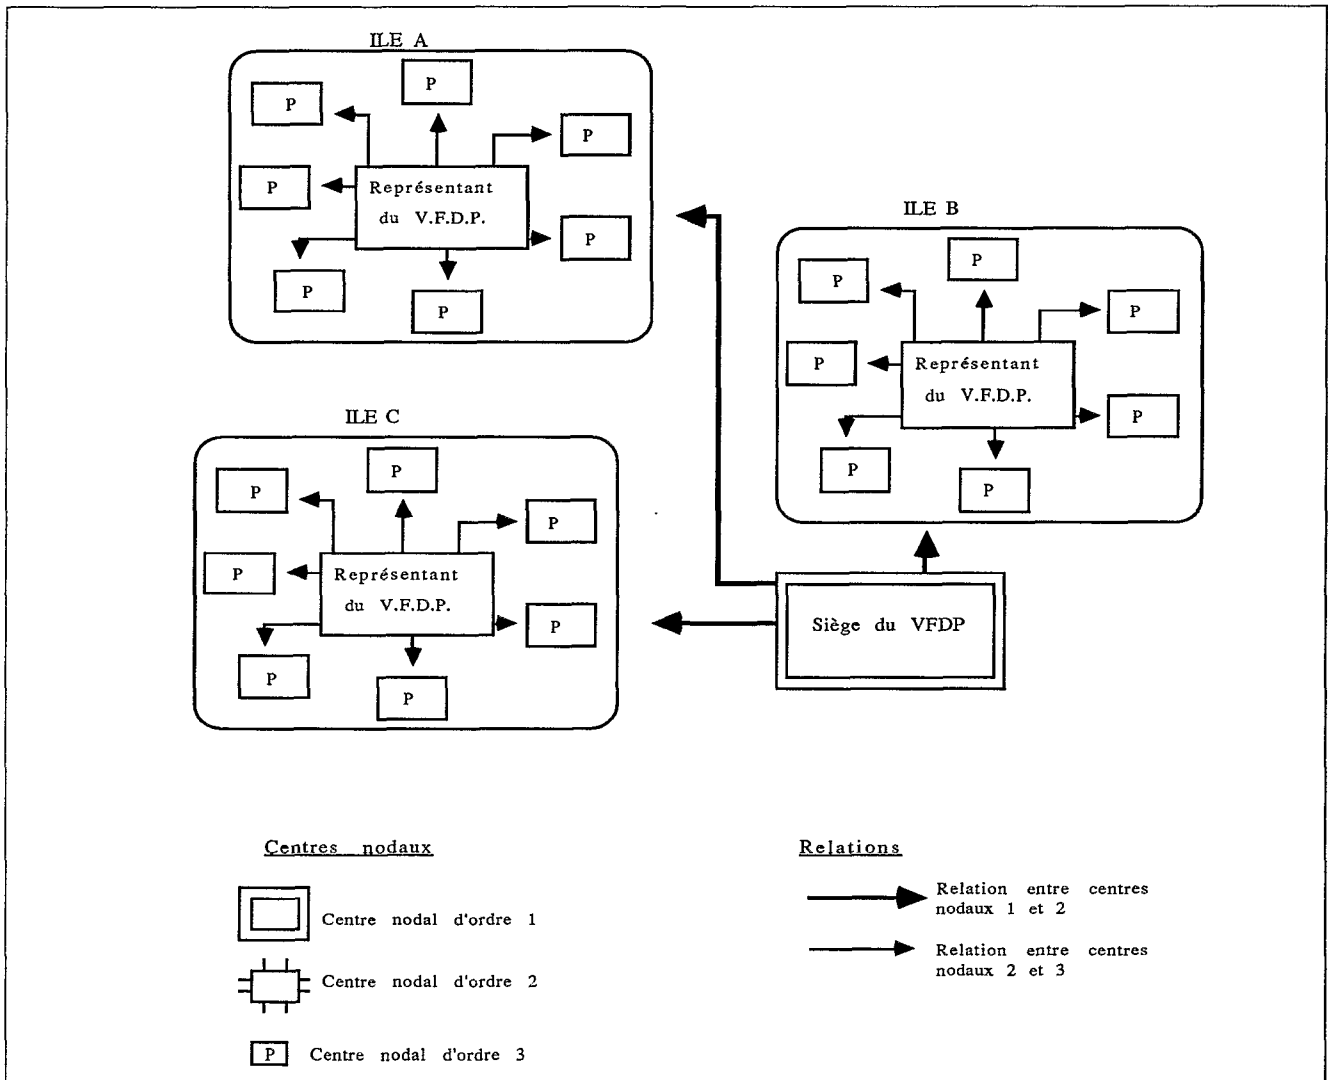 ILE A
P
P
P
P
Représentant
du V.F.D.P.
P
P
P
ILE B
P
P
P
P
Représentant
du V.F.D.P.
P
P
P
ILE C
P
P
P
P
Représentant
du V.F.D.P.
P
P
P
Siège du VFDP
Centres nodaux
Centre nodal d'ordre 1
Centre nodal d'ordre 2
P Centre nodal d'ordre 3
Relations
Relation entre centres
nodaux 1 et 2
Relation entre centres
nodaux 2 et 3